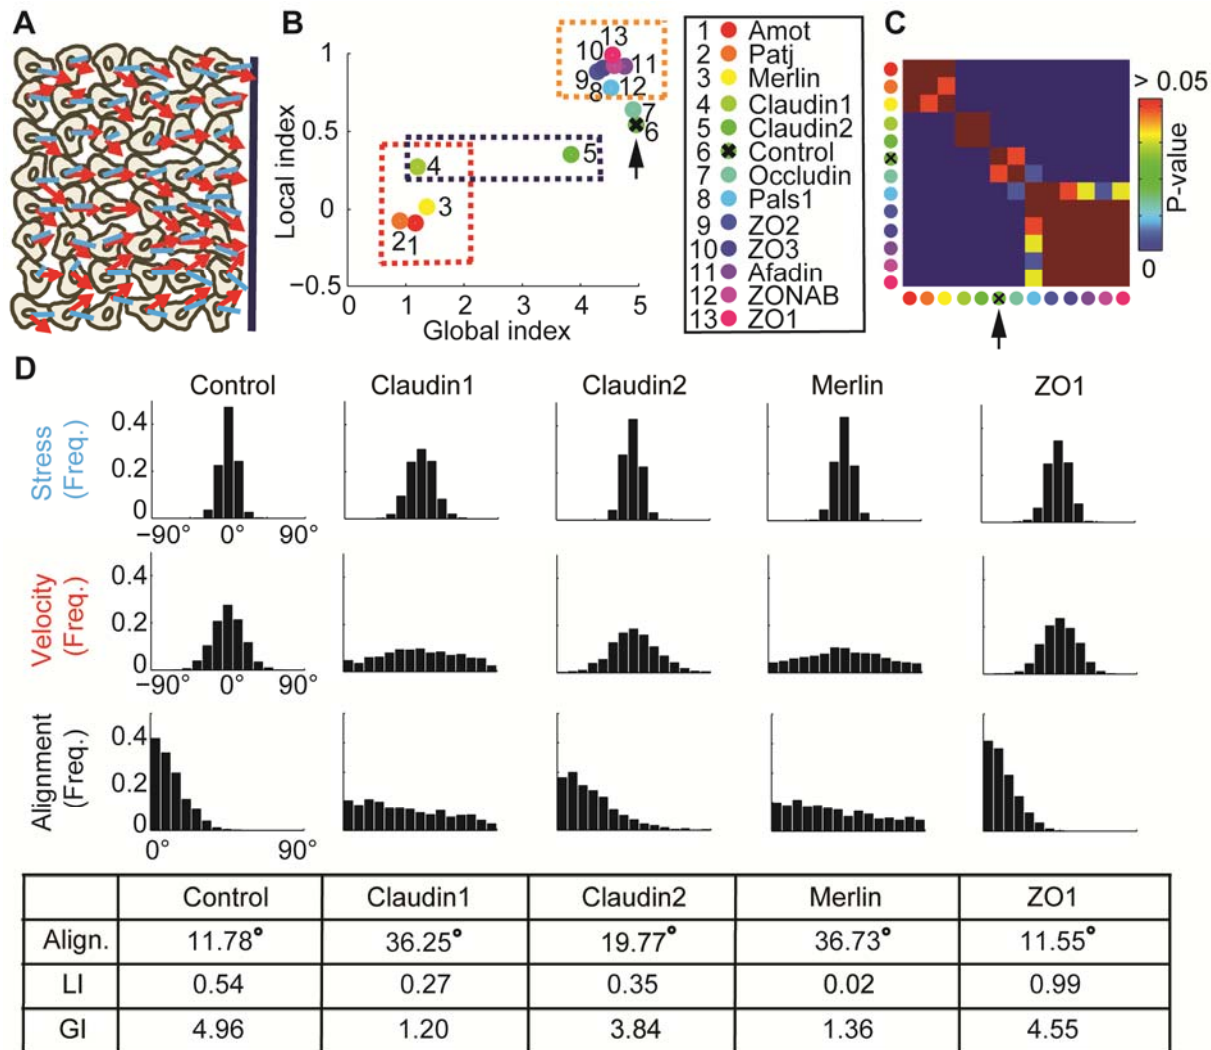 A
B
Local index
1
0.5
0
−0.5
0 1 2 3 4 5
Global index
13
10
11
9
12
8
7
6
5
4
3
21
1 Amot
2 Patj
3 Merlin
4 Claudin1
5 Claudin2
6 Control
7 Occludin
8 Pals1
9 ZO2
10 ZO3
11 Afadin
12 ZONAB
13 ZO1
C
> 0.05
P-value
0
D
Control Claudin1 Claudin2 Merlin ZO1
Stress
(Freq.)
0.4
0.2
0
−90° 0° 90°
Velocity
(Freq.)
0.4
0.2
0
−90° 0° 90°
Alignment
(Freq.)
0.4
0.2
0
0° 90°
Control Claudin1 Claudin2 Merlin ZO1
Align. 11.78° 36.25° 19.77° 36.73° 11.55°
LI 0.54 0.27 0.35 0.02 0.99
GI 4.96 1.20 3.84 1.36 4.55